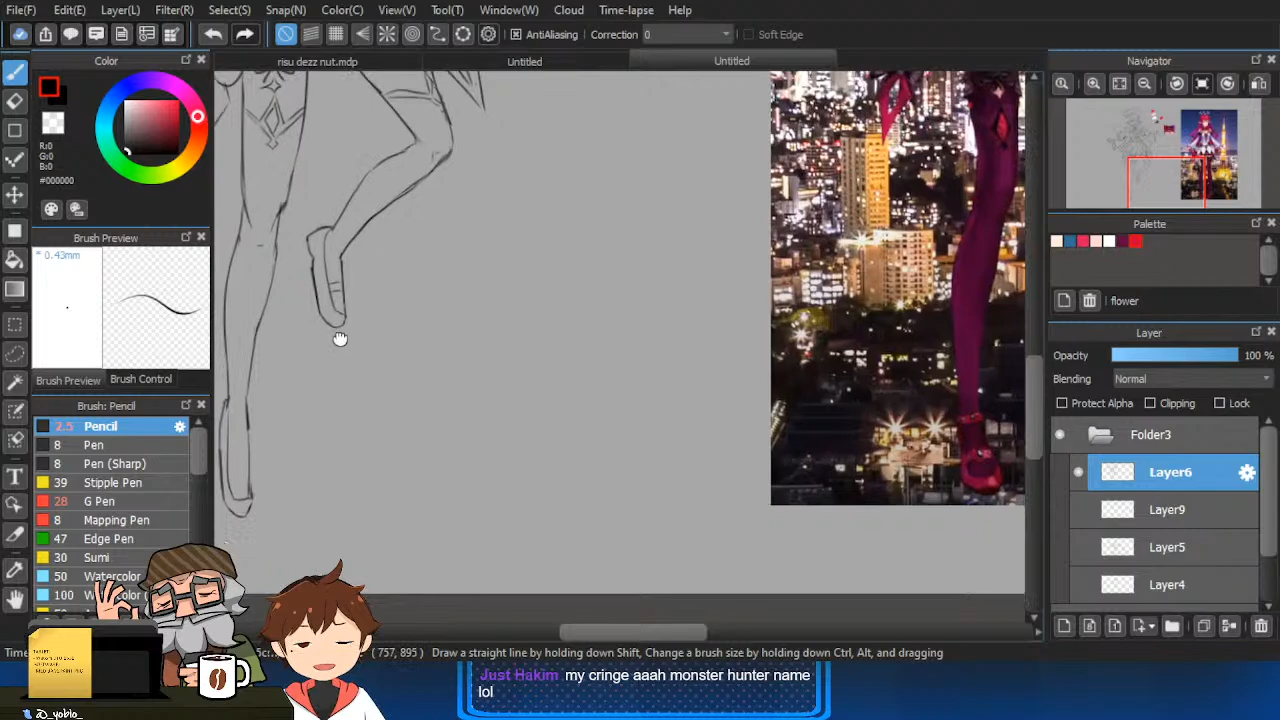 File(F) Edit(E) Layer(L) Filter(R) Select(S) Snap(N) Color(C) View(V) Tool(T) Window(W) Cloud Time-lapse Help
AntiAliasing Correction 0 Soft Edge
Color
risu dezz nut.mdp Untitled Untitled
Navigator
R:0
G:0
B:0
#000000
Brush Preview
0.43mm
Brush Preview Brush Control
Brush: Pencil
2.5 Pencil
8 Pen
8 Pen (Sharp)
39 Stipple Pen
28 G Pen
8 Mapping Pen
47 Edge Pen
30 Sumi
50 Watercolor
100 Watercolor
Palette
flower
Layer
Opacity 100 %
Blending Normal
Protect Alpha Clipping Lock
Folder3
Layer6
Layer9
Layer5
Layer4
( 757, 895 ) Draw a straight line by holding down Shift, Change a brush size by holding down Ctrl, Alt, and dragging
Just Hakim my cringe aaah monster hunter name
lol